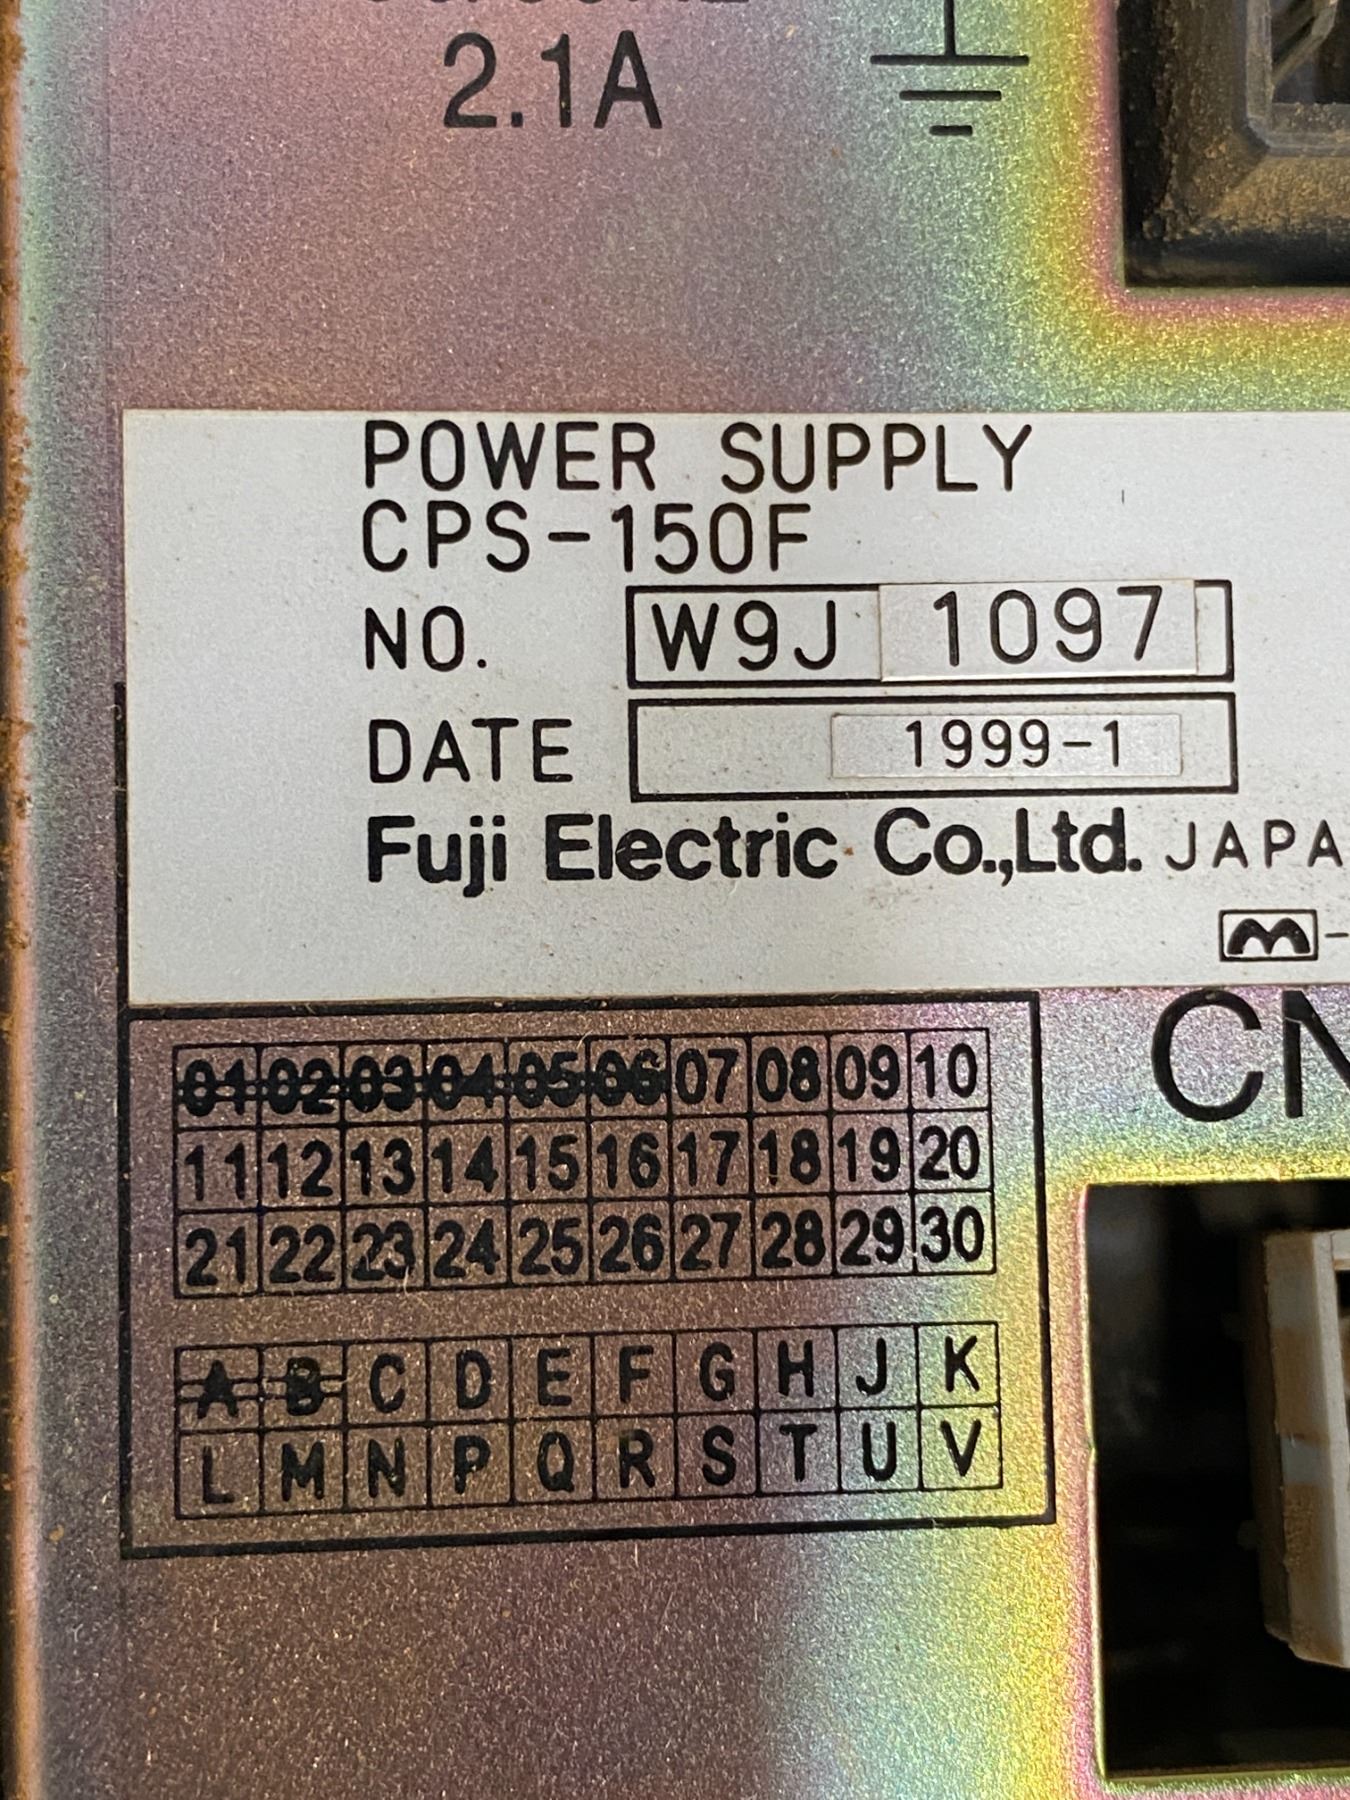 2.1A
POWER SUPPLY
CPS-150F
NO. W9J 1097
DATE 1999-1
Fuji Electric Co.,Ltd. JAPA
M-
CN
01 02 03 04 05 06 07 08 09 10
11 12 13 14 15 16 17 18 19 20
21 22 23 24 25 26 27 28 29 30
A B C D E F G H J K
L M N P Q R S T U V